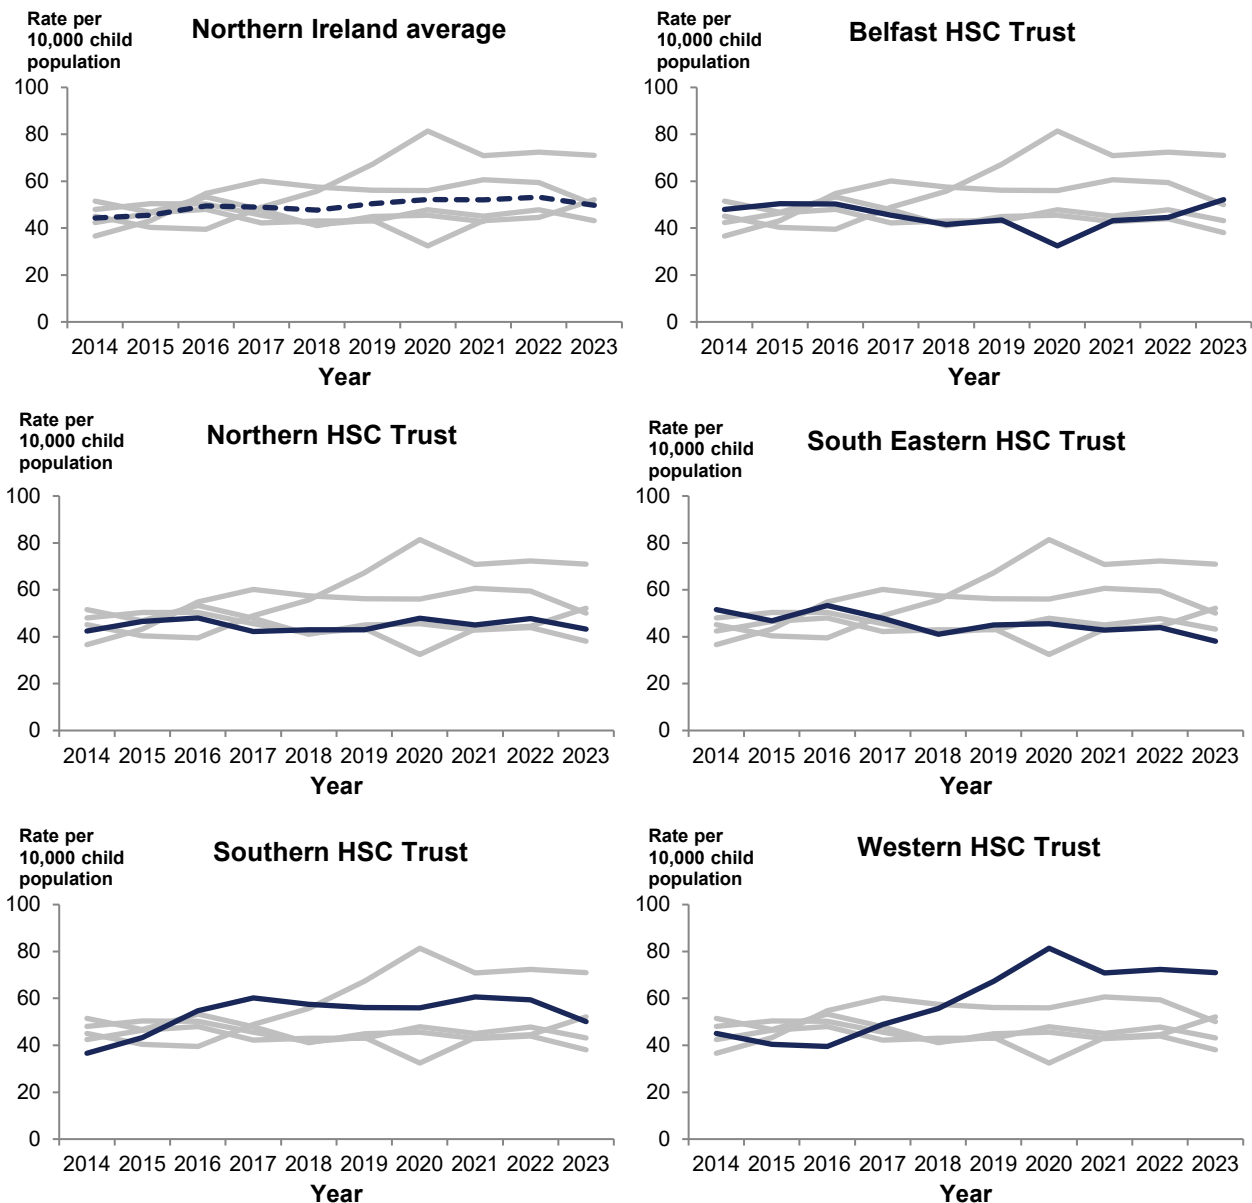 Rate per
10,000 child
population
Northern Ireland average
100
80
60
40
20
0
2014 2015 2016 2017 2018 2019 2020 2021 2022 2023
Year
Rate per
10,000 child
population
Belfast HSC Trust
100
80
60
40
20
0
2014 2015 2016 2017 2018 2019 2020 2021 2022 2023
Year
Rate per
10,000 child
population
Northern HSC Trust
100
80
60
40
20
0
2014 2015 2016 2017 2018 2019 2020 2021 2022 2023
Year
Rate per
10,000 child
population
South Eastern HSC Trust
100
80
60
40
20
0
2014 2015 2016 2017 2018 2019 2020 2021 2022 2023
Year
Rate per
10,000 child
population
Southern HSC Trust
100
80
60
40
20
0
2014 2015 2016 2017 2018 2019 2020 2021 2022 2023
Year
Rate per
10,000 child
population
Western HSC Trust
100
80
60
40
20
0
2014 2015 2016 2017 2018 2019 2020 2021 2022 2023
Year